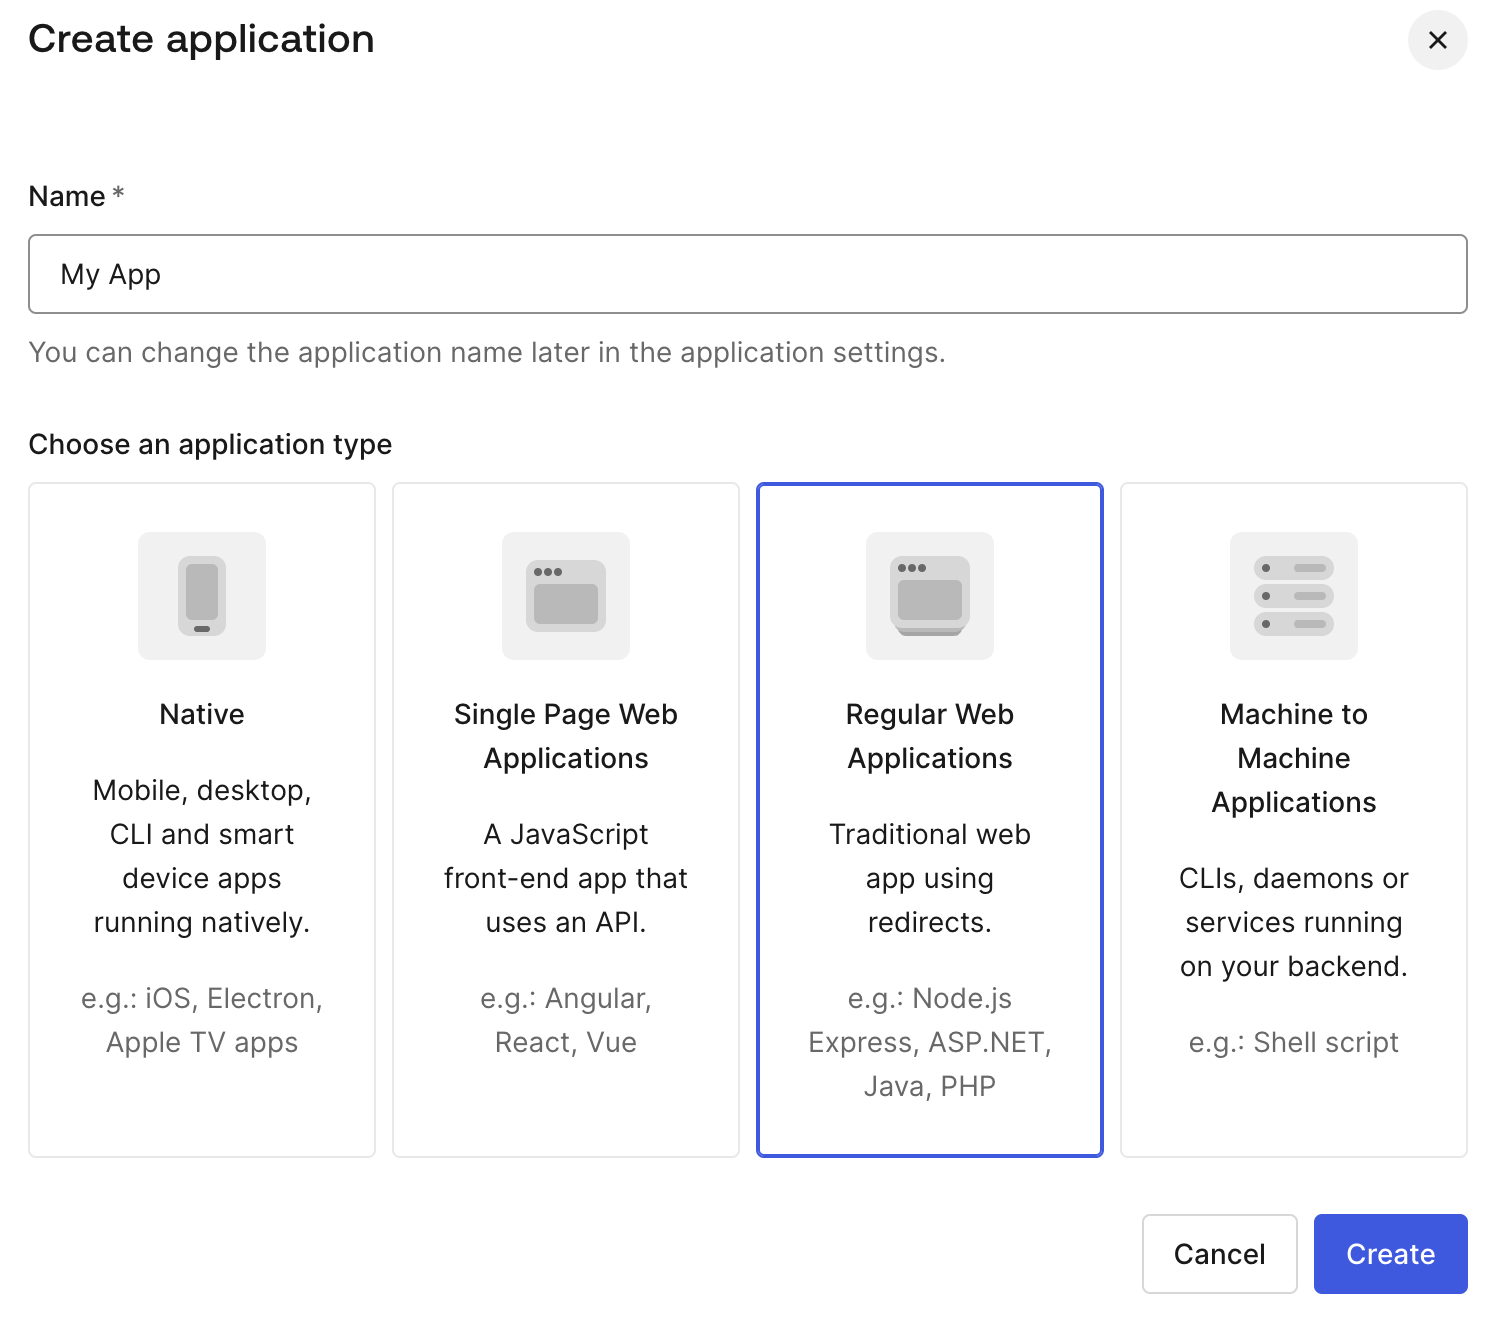 Create application
Name *
My App
You can change the application name later in the application settings.
Choose an application type
Native
Mobile, desktop,
CLI and smart
device apps
running natively.
e.g.: iOS, Electron,
Apple TV apps
Single Page Web
Applications
A JavaScript
front-end app that
uses an API.
e.g.: Angular,
React, Vue
Regular Web
Applications
Traditional web
app using
redirects.
e.g.: Node.js
Express, ASP.NET,
Java, PHP
Machine to
Machine
Applications
CLIs, daemons or
services running
on your backend.
e.g.: Shell script
Cancel
Create